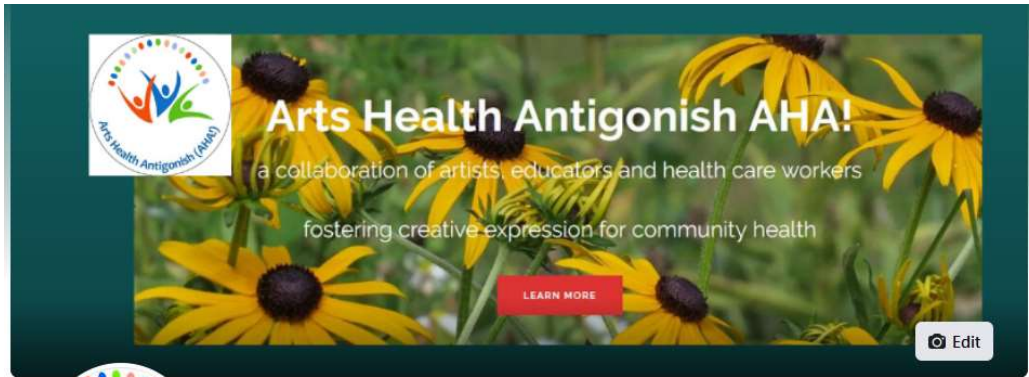 Arts Health Antigonish (AHA!)
Arts Health Antigonish AHA!
a collaboration of artists, educators and health care workers
fostering creative expression for community health
LEARN MORE
Edit